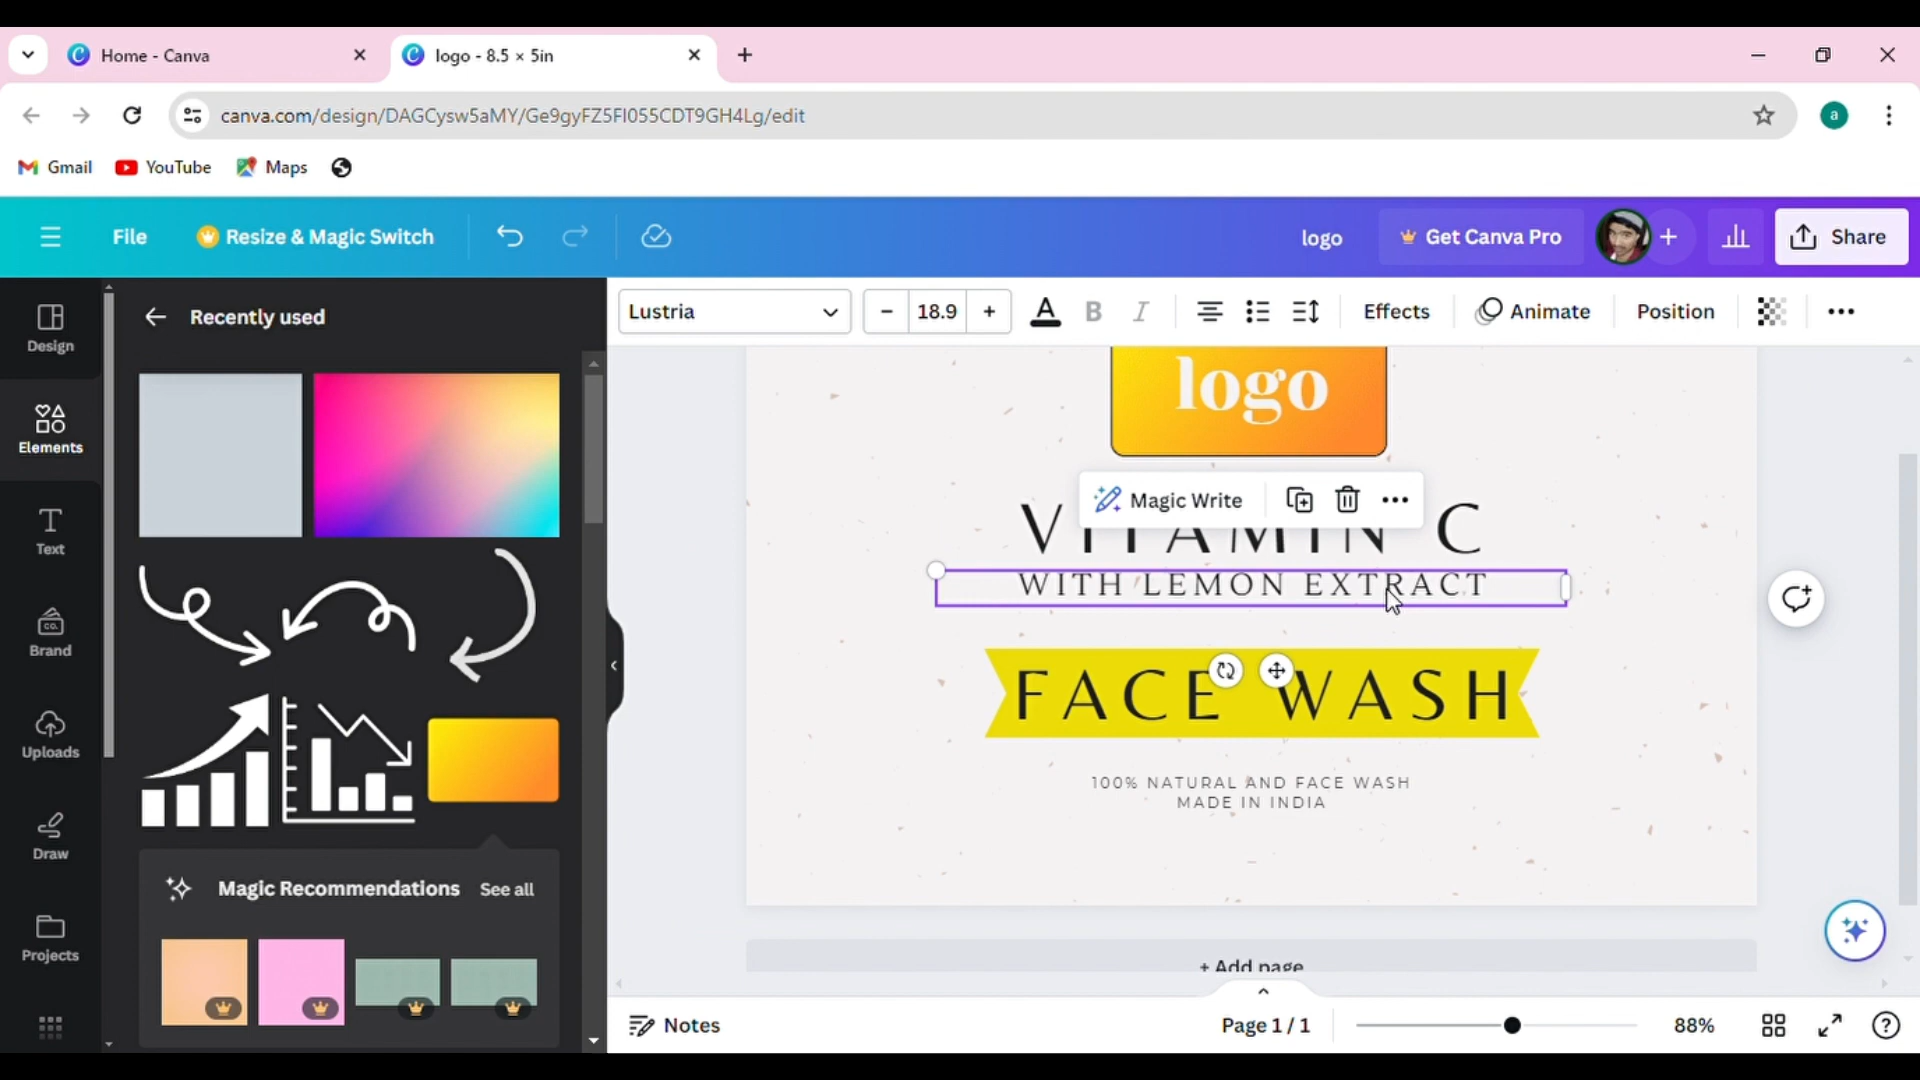 Home - Canva
logo - 8.5 × 5in
canva.com/design/DAGCysw5aMY/Ge9gyFZ5FI055CDT9GH4Lg/edit
a
Gmail
YouTube
Maps
File
Resize & Magic Switch
logo
Get Canva Pro
Share
Design
Elements
Text
Brand
Uploads
Draw
Projects
Recently used
Magic Recommendations
See all
Lustria
18.9
Effects
Animate
Position
logo
Magic Write
VITAMIN C
WITH LEMON EXTRACT
FACE WASH
100% NATURAL AND FACE WASH
MADE IN INDIA
+ Add page
Notes
Page 1 / 1
88%